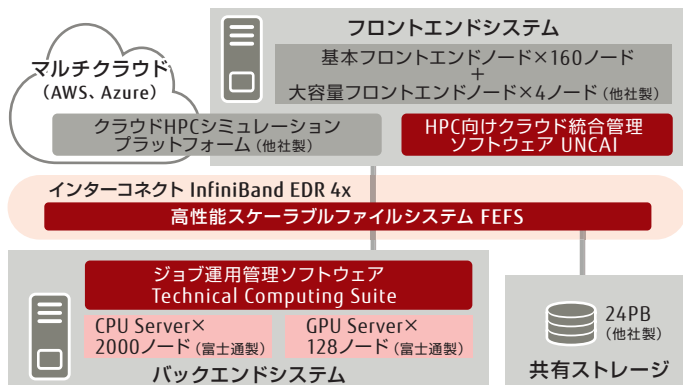 フロントエンドシステム
基本フロントエンドノード×160ノード
+
大容量フロントエンドノード×4ノード(他社製)
マルチクラウド
(AWS、Azure)
クラウドHPCシミュレーション
プラットフォーム(他社製)
HPC向けクラウド統合管理
ソフトウェア UNCAI
インターコネクト InfiniBand EDR 4x
高性能スケーラブルファイルシステム FEFS
ジョブ運用管理ソフトウェア
Technical Computing Suite
CPU Server×
2000ノード(富士通製)
GPU Server×
128ノード(富士通製)
バックエンドシステム
24PB
(他社製)
共有ストレージ